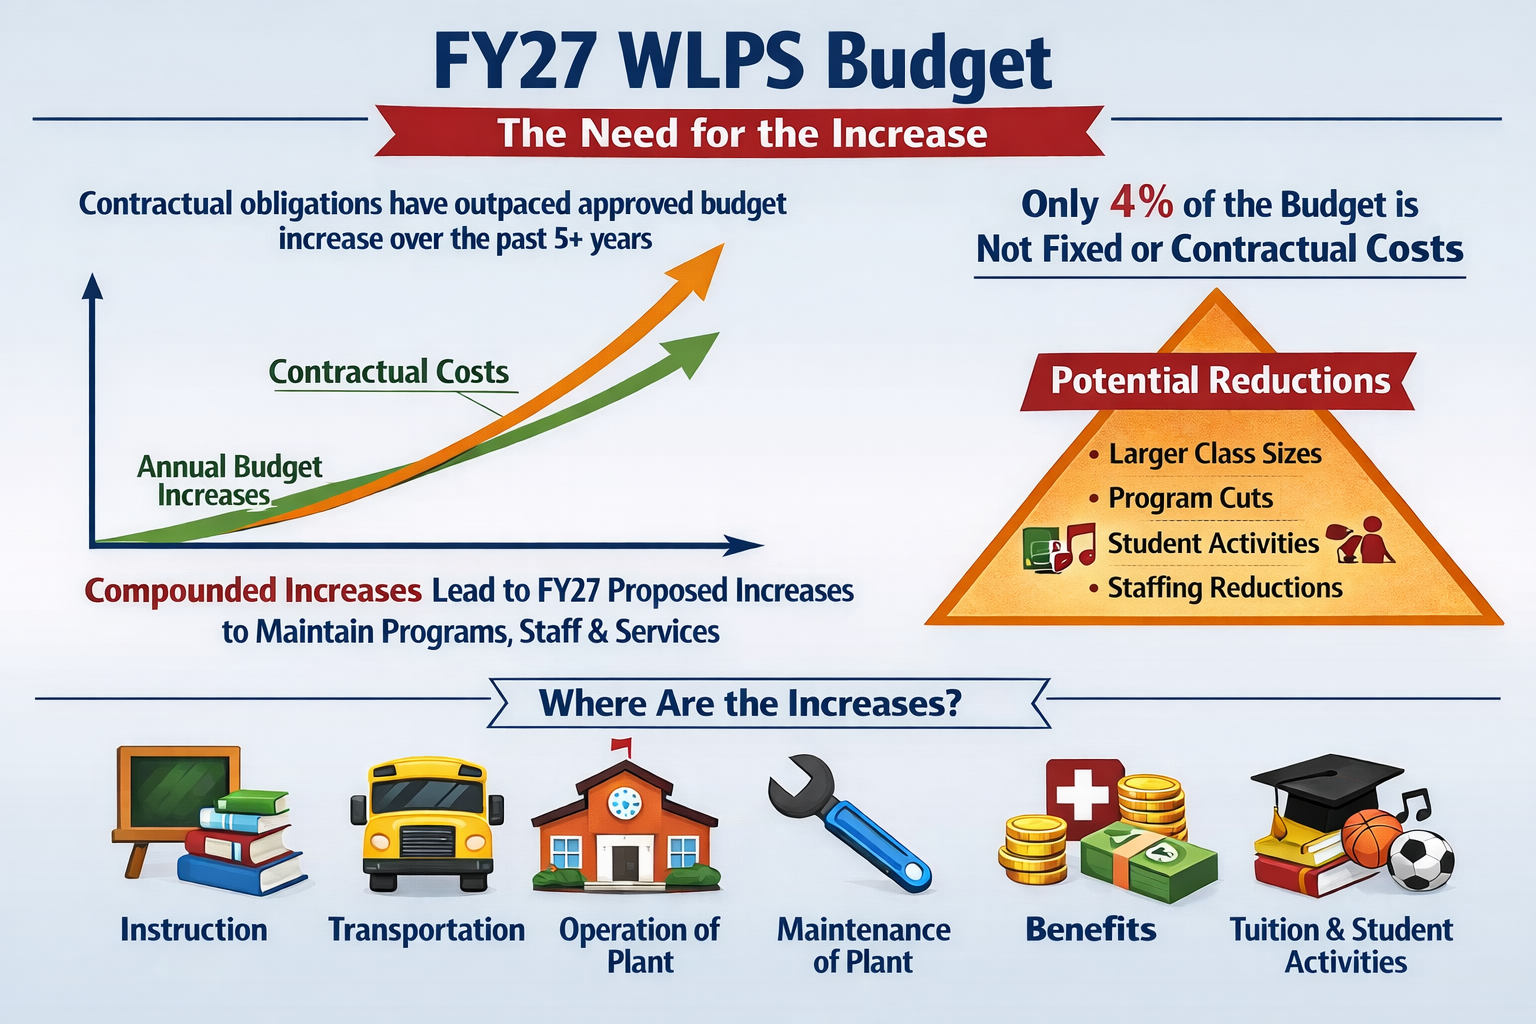 FY27 WLPS Budget
The Need for the Increase
Contractual obligations have outpaced approved budget
increase over the past 5+ years
Contractual Costs
Annual Budget
Increases
Compounded Increases Lead to FY27 Proposed Increases
to Maintain Programs, Staff & Services
Only 4% of the Budget is
Not Fixed or Contractual Costs
Potential Reductions
• Larger Class Sizes
• Program Cuts
Student Activities
• Staffing Reductions
Where Are the Increases?
Instruction
Transportation
Operation of
Plant
Maintenance
of Plant
Benefits
Tuition & Student
Activities